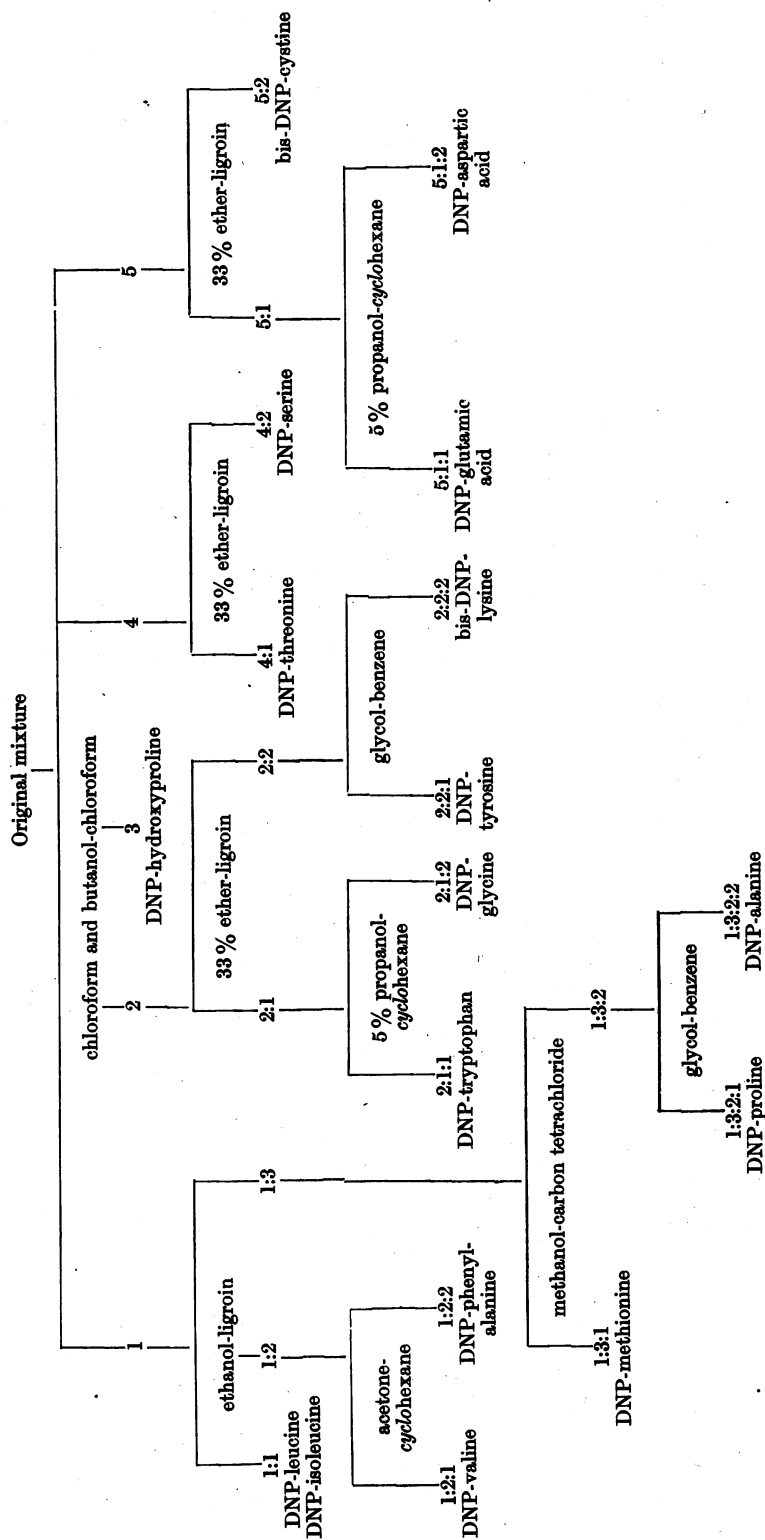 Original mixture
chloroform and butanol-chloroform
1
2
3
4
5
DNP-hydroxyproline
ethanol-ligroin
33 % ether-ligroin
33 % ether-ligroin
33 % ether-ligroin
1:1
1:2
1:3
2:1
2:2
4:1
4:2
5:1
5:2
DNP-leucine
DNP-isoleucine
DNP-threonine
DNP-serine
bis-DNP-cystine
acetone-
cyclohexane
5 % propanol-
cyclohexane
glycol-benzene
5 % propanol-cyclohexane
1:2:1
DNP-valine
1:2:2
DNP-phenyl-
alanine
2:1:1
DNP-tryptophan
2:1:2
DNP-
glycine
2:2:1
DNP-
tyrosine
2:2:2
bis-DNP-
lysine
5:1:1
DNP-glutamic
acid
5:1:2
DNP-aspartic
acid
methanol-carbon tetrachloride
1:3:1
DNP-methionine
1:3:2
glycol-benzene
1:3:2:1
DNP-proline
1:3:2:2
DNP-alanine